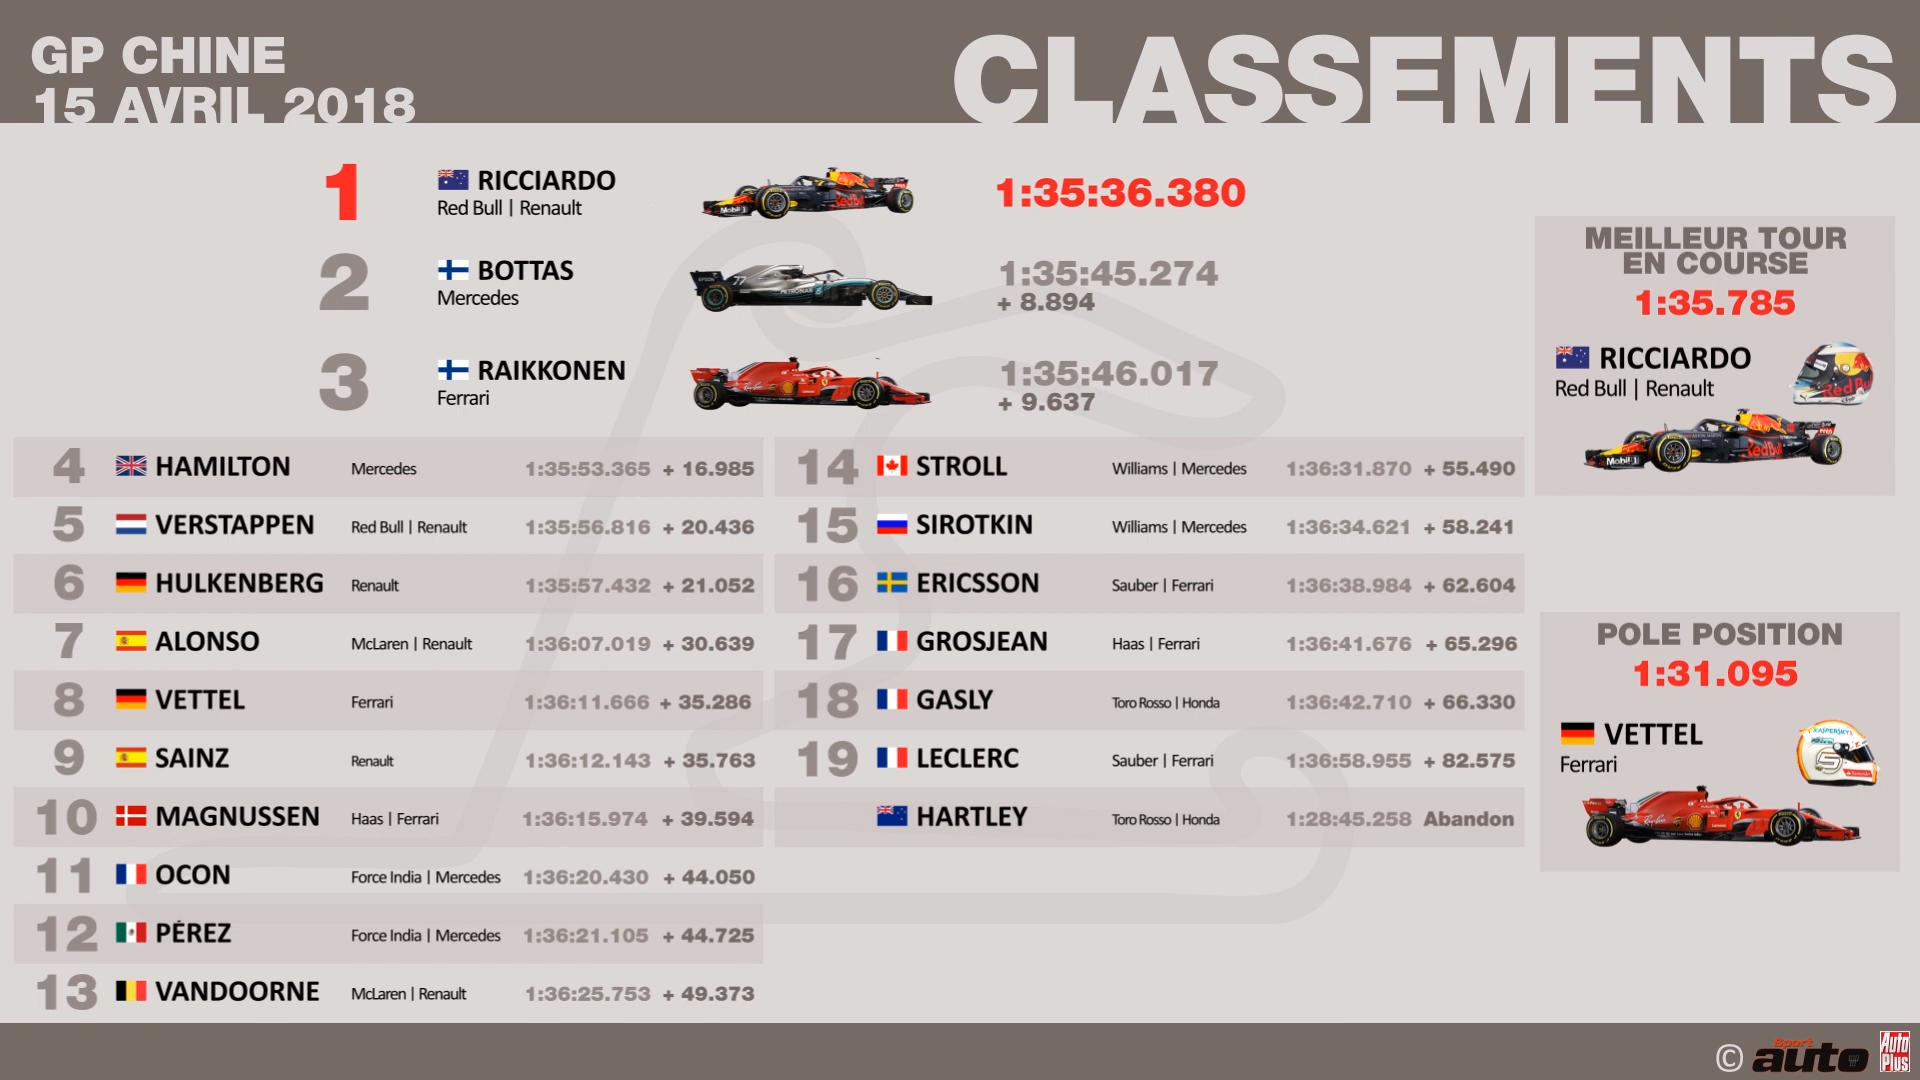 GP CHINE
15 AVRIL 2018
CLASSEMENTS
1 RICCIARDO 1:35:36.380
Red Bull | Renault
2 BOTTAS 1:35:45.274
Mercedes + 8.894
3 RAIKKONEN 1:35:46.017
Ferrari + 9.637
4 HAMILTON Mercedes 1:35:53.365 + 16.985
5 VERSTAPPEN Red Bull | Renault 1:35:56.816 + 20.436
6 HULKENBERG Renault 1:35:57.432 + 21.052
7 ALONSO McLaren | Renault 1:36:07.019 + 30.639
8 VETTEL Ferrari 1:36:11.666 + 35.286
9 SAINZ Renault 1:36:12.143 + 35.763
10 MAGNUSSEN Haas | Ferrari 1:36:15.974 + 39.594
11 OCON Force India | Mercedes 1:36:20.430 + 44.050
12 PÉREZ Force India | Mercedes 1:36:21.105 + 44.725
13 VANDOORNE McLaren | Renault 1:36:25.753 + 49.373
14 STROLL Williams | Mercedes 1:36:31.870 + 55.490
15 SIROTKIN Williams | Mercedes 1:36:34.621 + 58.241
16 ERICSSON Sauber | Ferrari 1:36:38.984 + 62.604
17 GROSJEAN Haas | Ferrari 1:36:41.676 + 65.296
18 GASLY Toro Rosso | Honda 1:36:42.710 + 66.330
19 LECLERC Sauber | Ferrari 1:36:58.955 + 82.575
HARTLEY Toro Rosso | Honda 1:28:45.258 Abandon
MEILLEUR TOUR
EN COURSE
1:35.785
RICCIARDO
Red Bull | Renault
POLE POSITION
1:31.095
VETTEL
Ferrari
© Sport auto Auto Plus